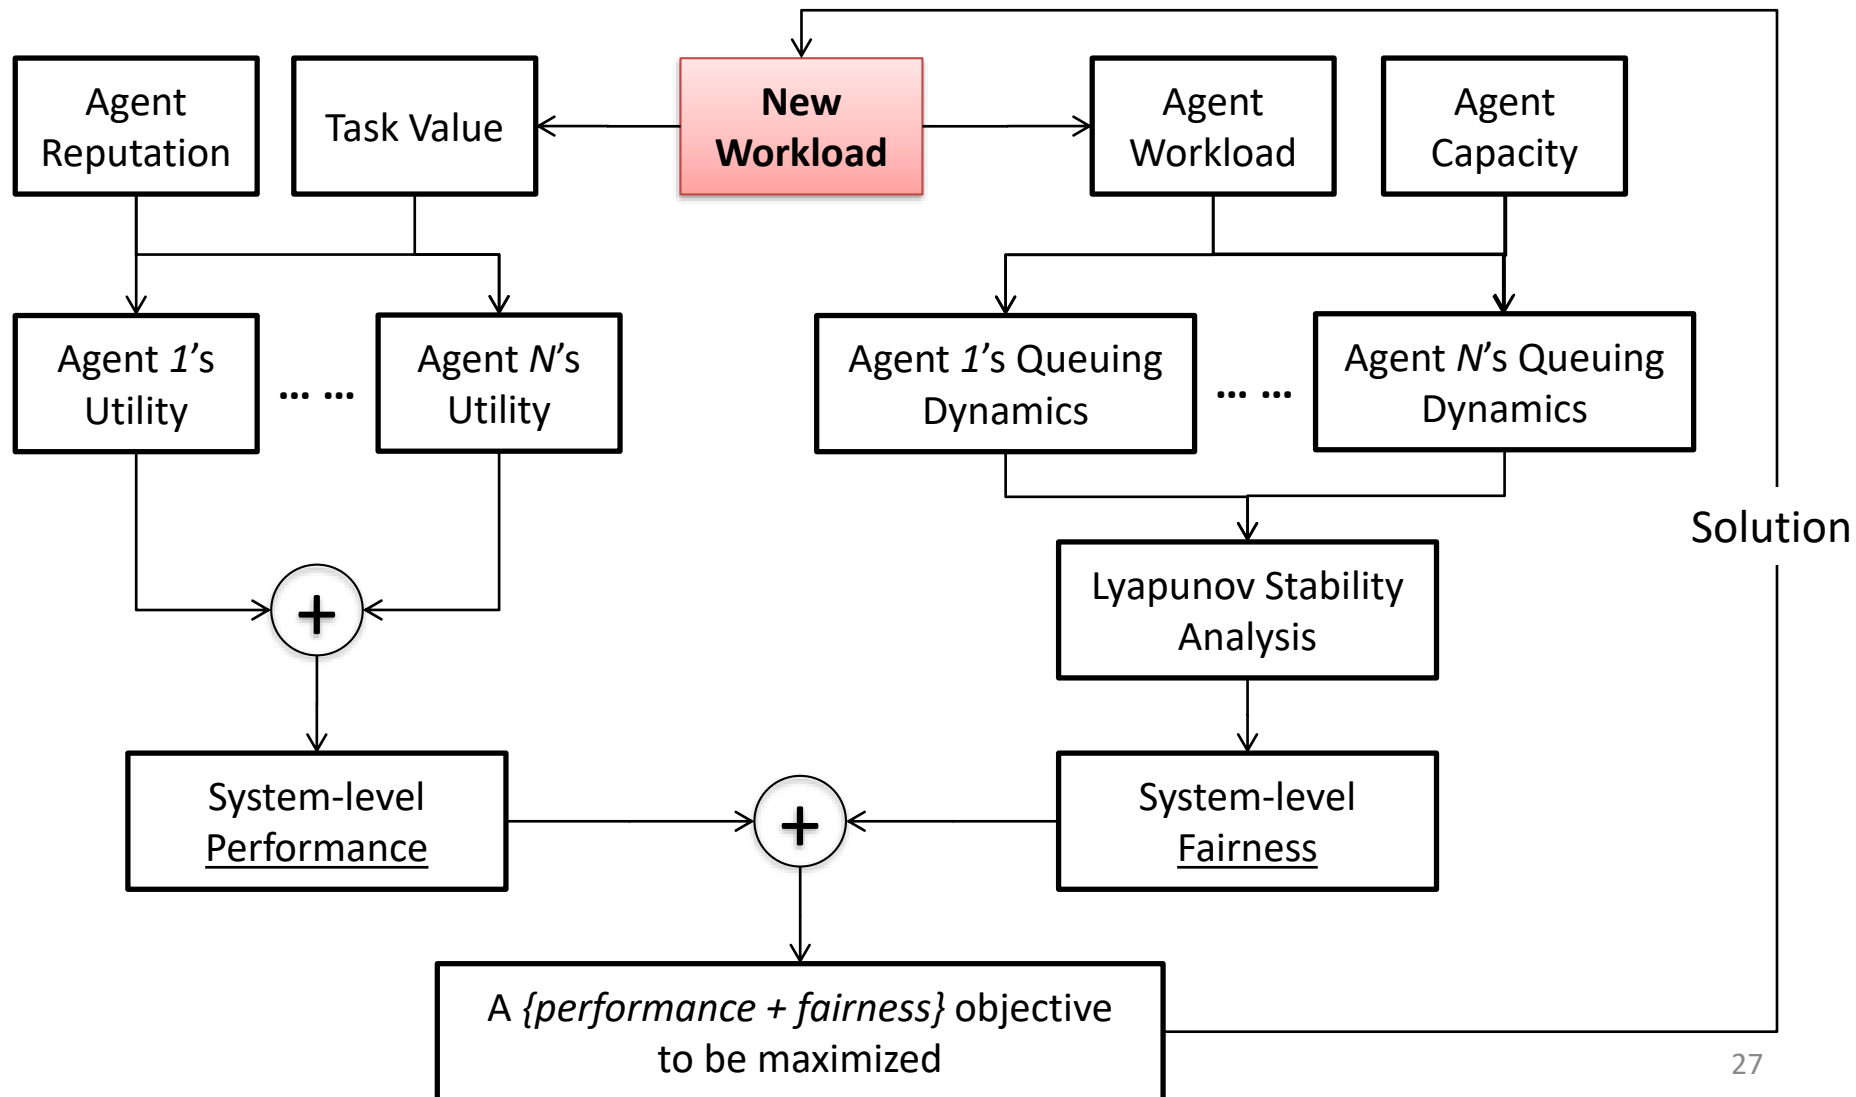 Agent
Reputation
Task Value
New
Workload
Agent
Workload
Agent
Capacity
Agent 1's
Utility
... ...
Agent N's
Utility
Agent 1's Queuing
Dynamics
... ...
Agent N's Queuing
Dynamics
Solution
+
Lyapunov Stability
Analysis
System-level
Performance
+
System-level
Fairness
A {performance + fairness} objective
to be maximized
27